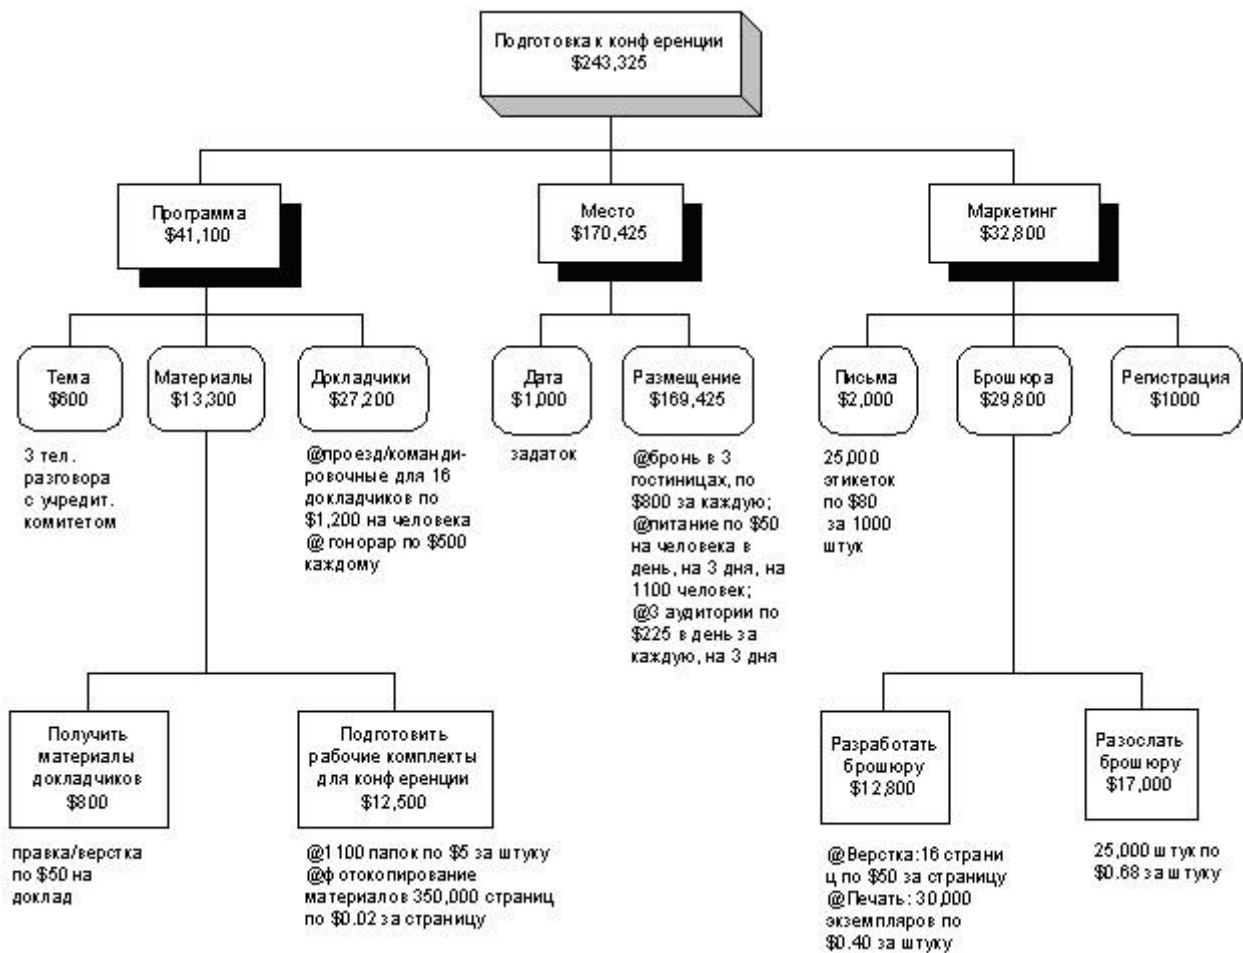 Подготовка к конференции
$243,325
Программа
$41,100
Место
$170,425
Маркетинг
$32,800
Тема
$600
Материалы
$13,300
Докладчики
$27,200
Дата
$1,000
Размещение
$169,425
Письма
$2,000
Брошюра
$29,800
Регистрация
$1000
3 тел.
разговора
с учредит.
комитетом
@проезд/команди-
ровочные для 16
докладчиков по
$1,200 на человека
@ гонорар по $500
каждому
задаток
@бронь в 3
гостиницах, по
$800 за каждую;
@питание по $50
на человека в
день, на 3 дня, на
1100 человек;
@3 аудитории по
$225 в день за
каждую, на 3 дня
25,000
этикеток
по $80
за 1000
штук
Получить
материалы
докладчиков
$800
Подготовить
рабочие комплекты
для конференции
$12,500
Разработать
брошюру
$12,800
Разослать
брошюру
$17,000
правка/верстка
по $50 на
доклад
@1100 папок по $5 за штуку
@фотокопирование
материалов 350,000 страниц
по $0.02 за страницу
@Верстка:16 страни
ц по $50 за страницу
@Печать: 30,000
экземпляров по
$0.40 за штуку
25,000 штук по
$0.68 за штуку